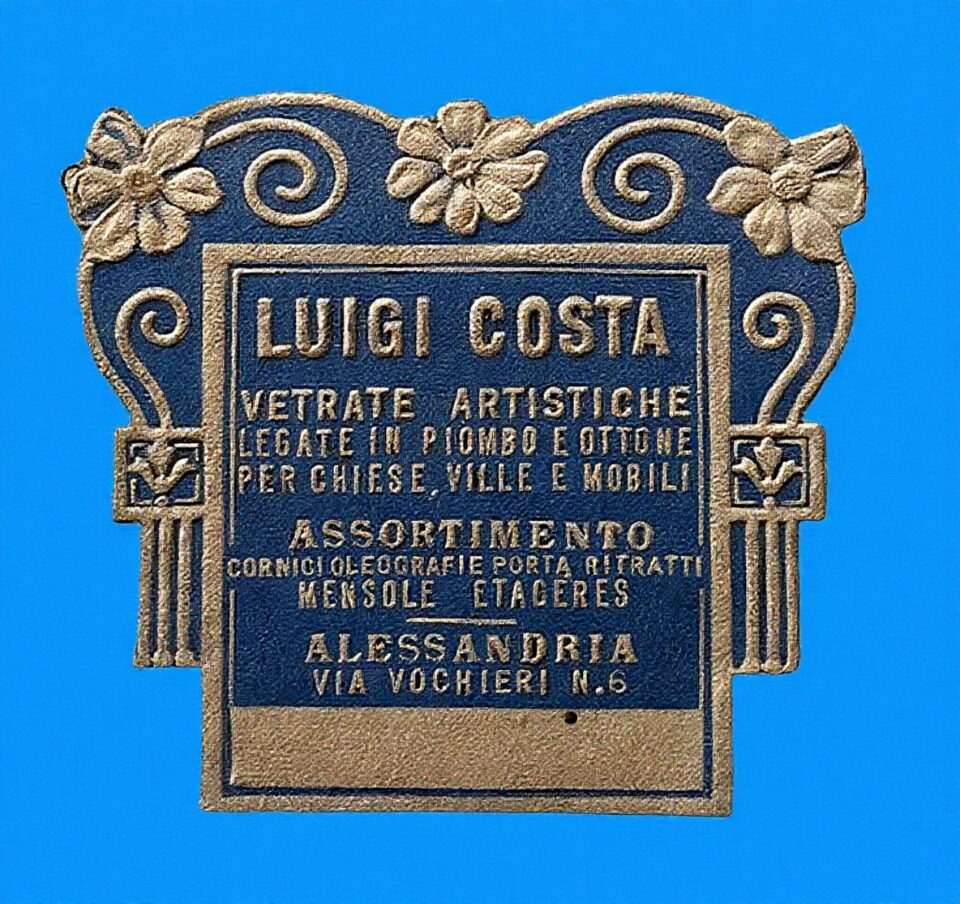 LUIGI COSTA
VETRATE ARTISTICHE
LEGATE IN PIOMBO E OTTONE
PER CHIESE, VILLE E MOBILI
ASSORTIMENTO
CORNICI OLEOGRAFIE PORTA RITRATTI
MENSOLE ETAGERES
ALESSANDRIA
VIA VOCHIERI N.6